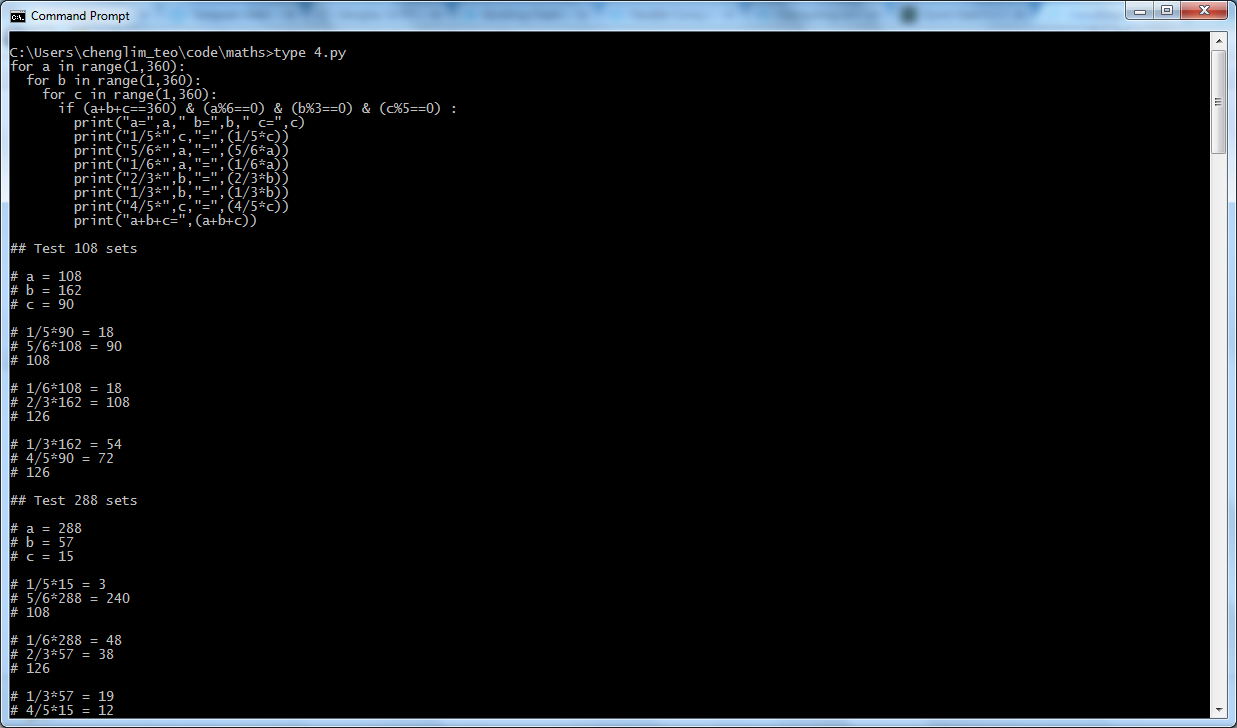 Command Prompt
C:\Users\chenglim_teo\code\maths>type 4.py
for a in range(1,360):
  for b in range(1,360):
    for c in range(1,360):
      if (a+b+c==360) & (a%6==0) & (b%3==0) & (c%5==0) :
        print("a=",a," b=",b," c=",c)
        print("1/5*",c,"=",(1/5*c))
        print("5/6*",a,"=",(5/6*a))
        print("1/6*",a,"=",(1/6*a))
        print("2/3*",b,"=",(2/3*b))
        print("1/3*",b,"=",(1/3*b))
        print("4/5*",c,"=",(4/5*c))
        print("a+b+c=",(a+b+c))
## Test 108 sets
# a = 108
# b = 162
# c = 90
# 1/5*90 = 18
# 5/6*108 = 90
# 108
# 1/6*108 = 18
# 2/3*162 = 108
# 126
# 1/3*162 = 54
# 4/5*90 = 72
# 126
## Test 288 sets
# a = 288
# b = 57
# c = 15
# 1/5*15 = 3
# 5/6*288 = 240
# 108
# 1/6*288 = 48
# 2/3*57 = 38
# 126
# 1/3*57 = 19
# 4/5*15 = 12